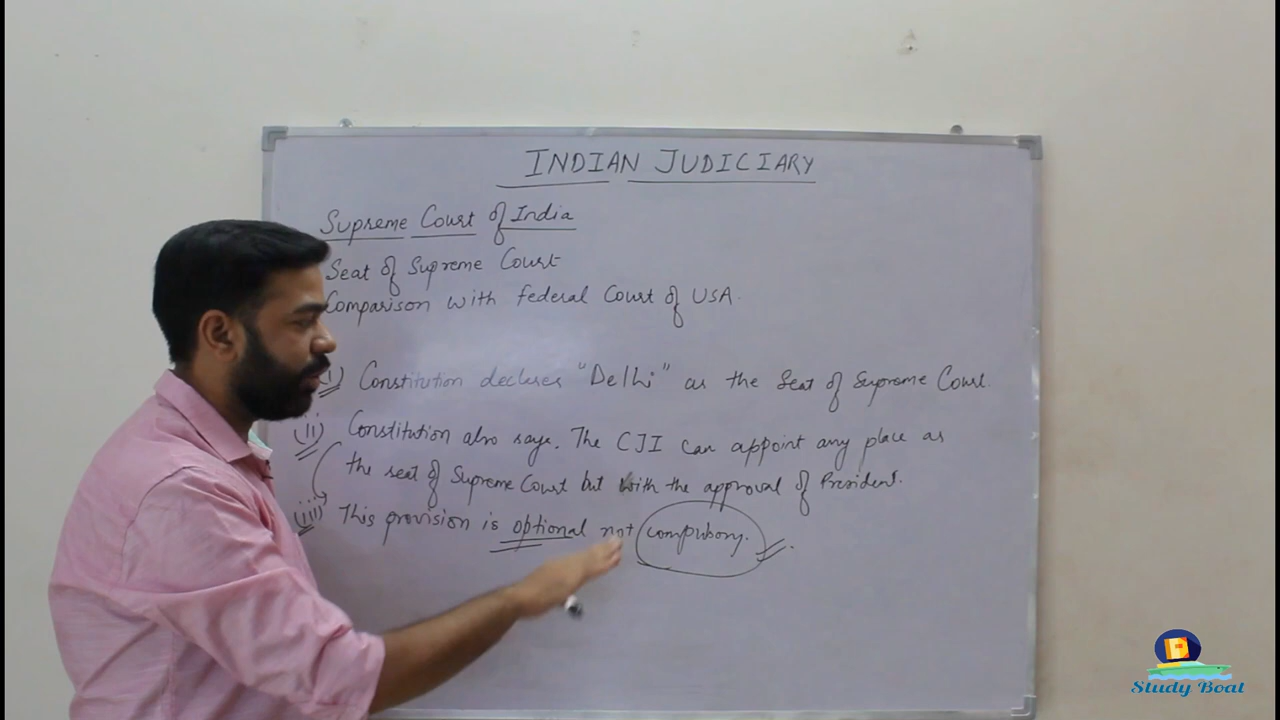 INDIAN JUDICIARY
Supreme Court of India
Seat of Supreme Court
Comparison with federal Court of USA.
(i) Constitution declares "Delhi" as the Seat of Supreme Court.
(ii) Constitution also says. The CJI can appoint any place as
the seat of Supreme Court but with the approval of President.
(iii) This provision is optional not compulsory.
Study Boat